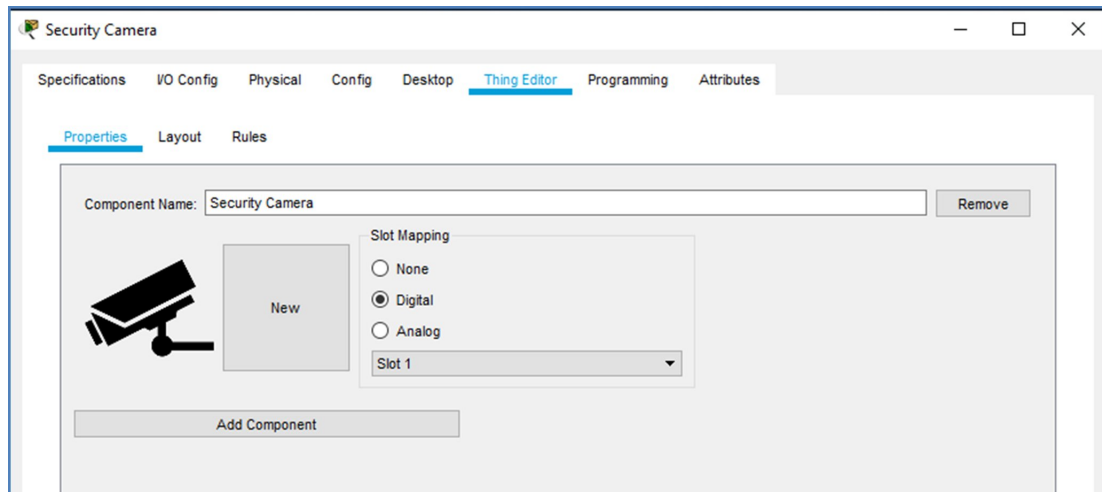 Security Camera
Specifications I/O Config Physical Config Desktop Thing Editor Programming Attributes
Properties Layout Rules
Component Name: Security Camera Remove
Slot Mapping
None
New Digital
Analog
Slot 1
Add Component